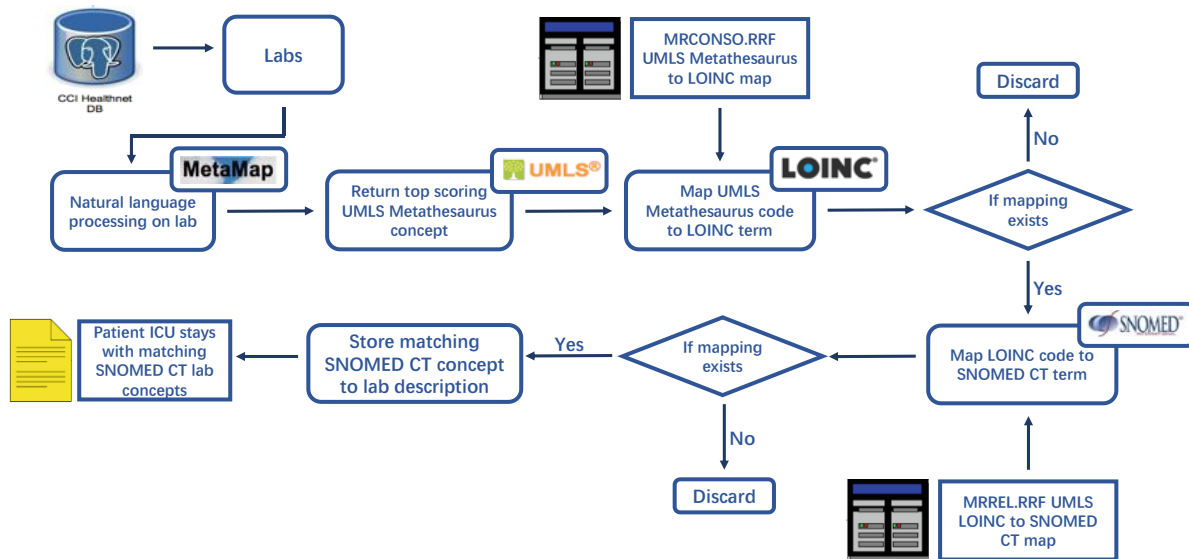 CCI Healthnet
DB
Labs
MRCONSO.RRF
UMLS Metathesaurus
to LOINC map
Discard
No
MetaMap
Natural language
processing on lab
UMLS®
Return top scoring
UMLS Metathesaurus
concept
LOINC®
Map UMLS
Metathesaurus code
to LOINC term
If mapping
exists
Yes
SNOMED
Map LOINC code to
SNOMED CT term
If mapping
exists
Yes
Store matching
SNOMED CT concept
to lab description
Patient ICU stays
with matching
SNOMED CT lab
concepts
No
Discard
MRREL.RRF UMLS
LOINC to SNOMED
CT map